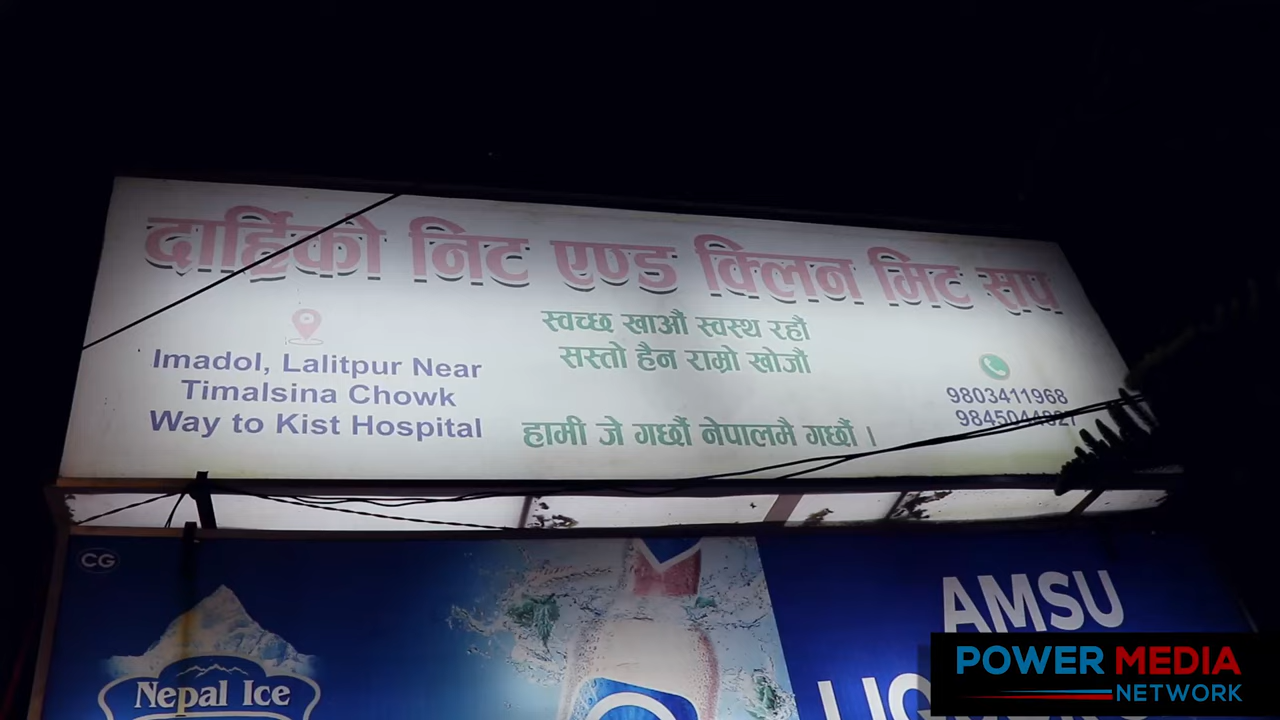 दाह्रिको निट एण्ड क्लिन मिट सप
स्वच्छ खाऔं स्वस्थ रहौं
सस्तो हैन राम्रो खोजौं
हामी जे गर्छौं नेपालमै गर्छौं ।
Imadol, Lalitpur Near
Timalsina Chowk
Way to Kist Hospital
9803411968
CG
Nepal Ice
AMSU
POWER MEDIA
NETWORK